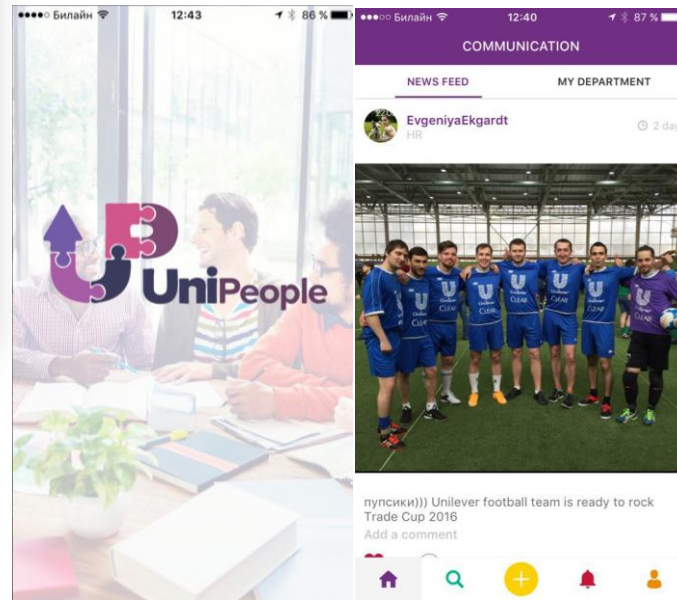 Билайн 12:43 86 %
UniPeople
Билайн 12:40 87 %
COMMUNICATION
NEWS FEED MY DEPARTMENT
EvgeniyaEkgardt
HR
2 day
Unilever
CLEAR
пупсики))) Unilever football team is ready to rock
Trade Cup 2016
Add a comment